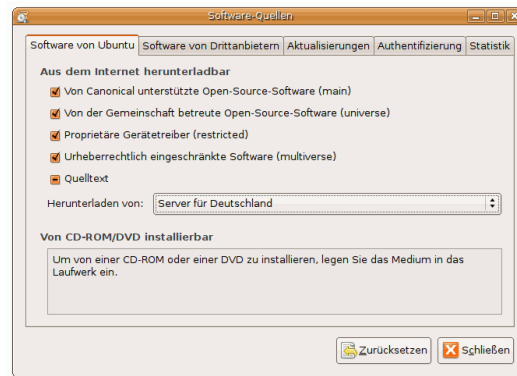 Software-Quellen
Software von Ubuntu
Software von Drittanbietern
Aktualisierungen
Authentifizierung
Statistik
Aus dem Internet herunterladbar
Von Canonical unterstützte Open-Source-Software (main)
Von der Gemeinschaft betreute Open-Source-Software (universe)
Proprietäre Gerätetreiber (restricted)
Urheberrechtlich eingeschränkte Software (multiverse)
Quelltext
Herunterladen von: Server für Deutschland
Von CD-ROM/DVD installierbar
Um von einer CD-ROM oder einer DVD zu installieren, legen Sie das Medium in das
Laufwerk ein.
Zurücksetzen
Schließen